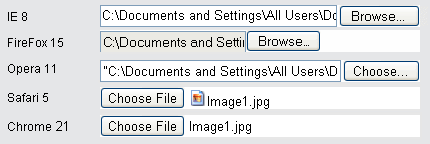 IE 8 C:\Documents and Settings\All Users\Do Browse...
FireFox 15 C:\Documents and Settin Browse...
Opera 11 "C:\Documents and Settings\All Users\D Choose...
Safari 5 Choose File Image1.jpg
Chrome 21 Choose File Image1.jpg